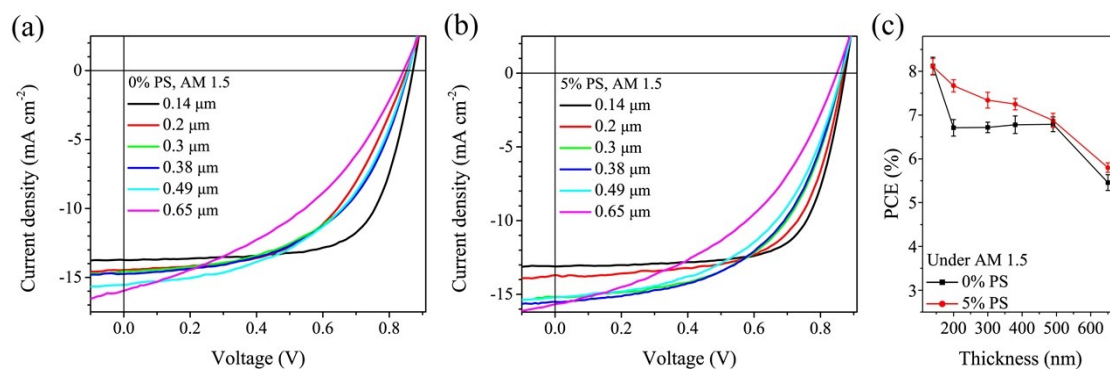 (a)
0% PS, AM 1.5
0.14 μm
0.2 μm
0.3 μm
0.38 μm
0.49 μm
0.65 μm
Current density (mA cm-2)
0
-5
-10
-15
0.0 0.2 0.4 0.6 0.8
Voltage (V)
(b)
5% PS, AM 1.5
0.14 μm
0.2 μm
0.3 μm
0.38 μm
0.49 μm
0.65 μm
Current density (mA cm-2)
0
-5
-10
-15
0.0 0.2 0.4 0.6 0.8
Voltage (V)
(c)
PCE (%)
8
7
6
5
4
3
Under AM 1.5
0% PS
5% PS
200 300 400 500 600
Thickness (nm)